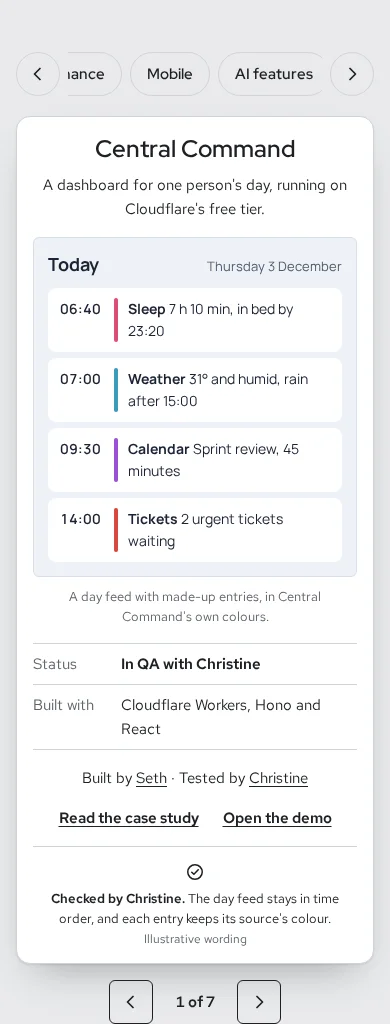 Mobile
AI features
Central Command
A dashboard for one person's day, running on
Cloudflare's free tier.
Today
Thursday 3 December
06:40
Sleep 7 h 10 min, in bed by
23:20
07:00
Weather 31° and humid, rain
after 15:00
09:30
Calendar Sprint review, 45
minutes
14:00
Tickets 2 urgent tickets
waiting
A day feed with made-up entries, in Central
Command's own colours.
Status
In QA with Christine
Built with
Cloudflare Workers, Hono and
React
Built by Seth · Tested by Christine
Read the case study
Open the demo
Checked by Christine. The day feed stays in time
order, and each entry keeps its source's colour.
Illustrative wording
1 of 7